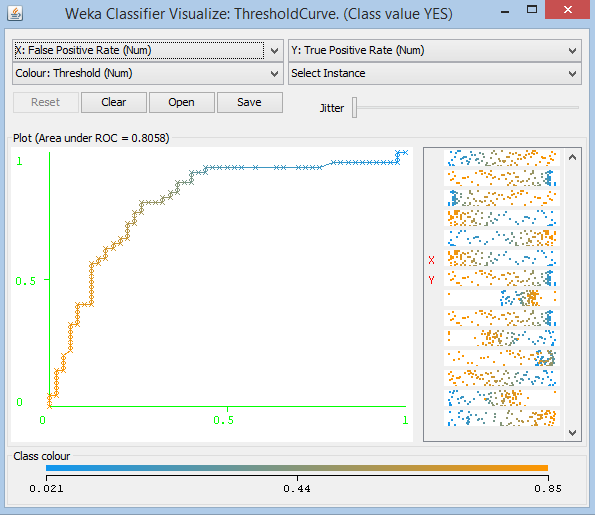 Weka Classifier Visualize: ThresholdCurve. (Class value YES)
X: False Positive Rate (Num)
Y: True Positive Rate (Num)
Colour: Threshold (Num)
Select Instance
Reset
Clear
Open
Save
Jitter
Plot (Area under ROC = 0.8058)
1
0.5
0
0
0.5
1
X
Y
Class colour
0.021
0.44
0.85